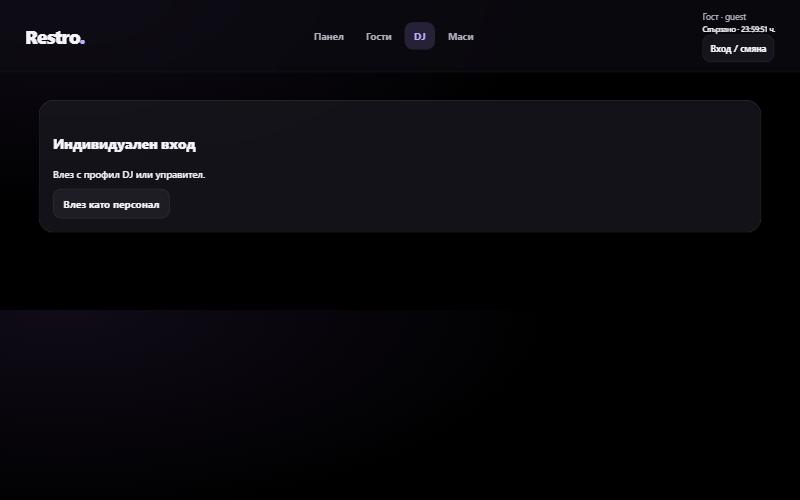 Restro.
Панел
Гости
DJ
Маси
Гост · guest
Свързано · 23:59:51 ч.
Вход / смяна
Индивидуален вход
Влез с профил DJ или управител.
Влез като персонал